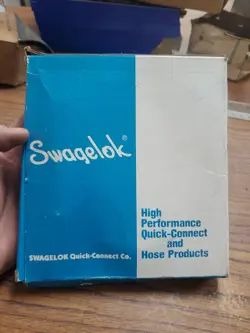 Swagelok®
High
Performance
Quick-Connect
and
Hose Products
SWAGELOK Quick-Connect Co.